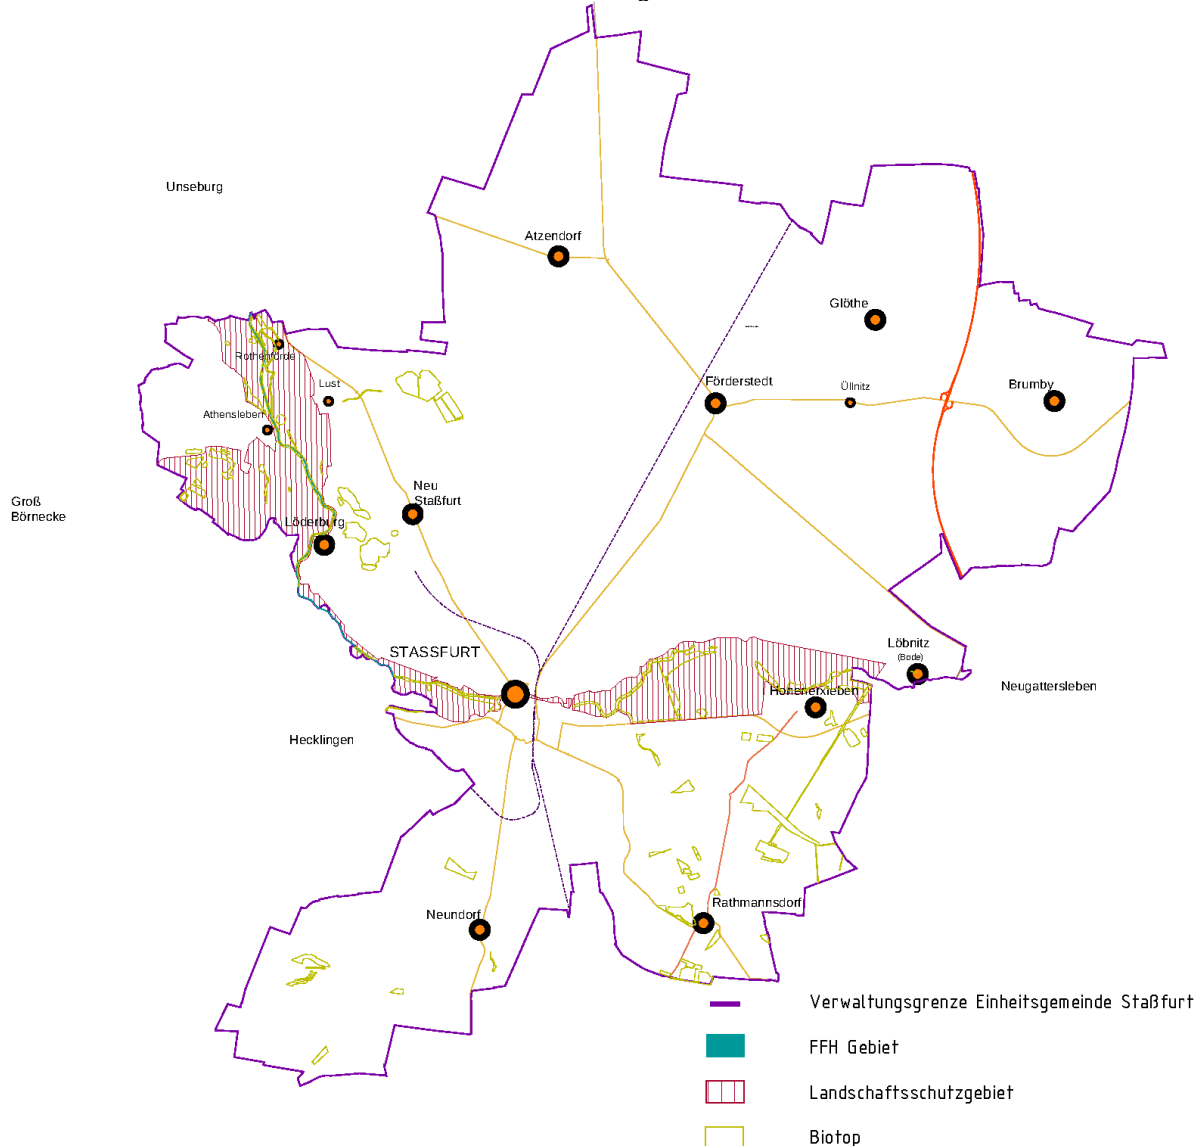 Unseburg
Atzendorf
Glöthe
Rothenförde
Lust
Förderstedt
Üllnitz
Brumby
Athensleben
Neu
Staßfurt
Groß
Börnecke
Löderburg
STASSFURT
Löbnitz
(Bode)
Hohenerxleben
Neugattersleben
Hecklingen
Rathmannsdorf
Neundorf
Verwaltungsgrenze Einheitsgemeinde Staßfurt
FFH Gebiet
Landschaftsschutzgebiet
Biotop